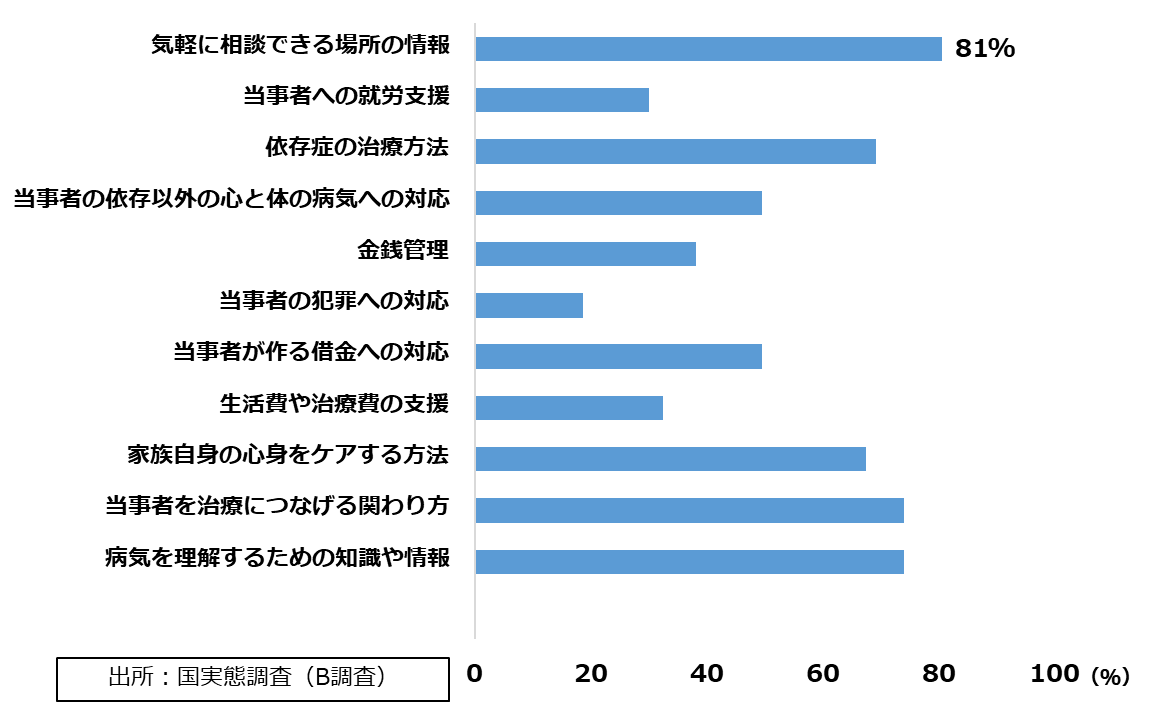 気軽に相談できる場所の情報
81%
当事者への就労支援
依存症の治療方法
当事者の依存以外の心と体の病気への対応
金銭管理
当事者の犯罪への対応
当事者が作る借金への対応
生活費や治療費の支援
家族自身の心身をケアする方法
当事者を治療につなげる関わり方
病気を理解するための知識や情報
出所：国実態調査（B調査）
0 20 40 60 80 100 (%)